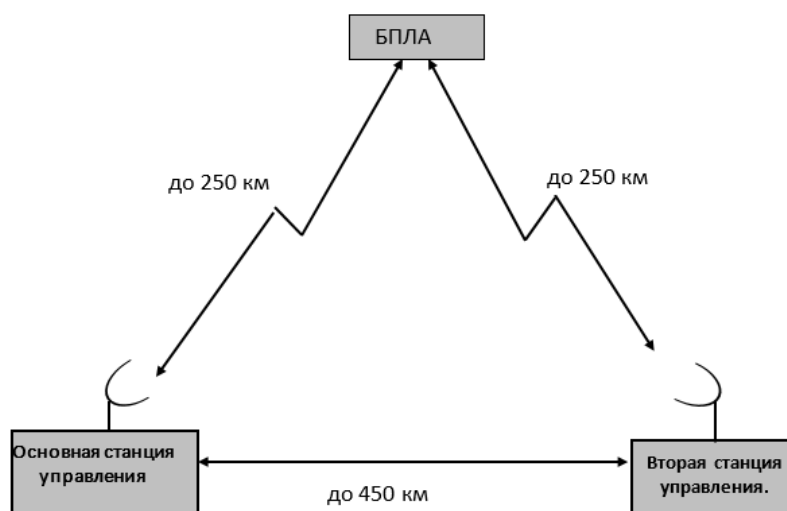 БПЛА
до 250 км
до 250 км
Основная станция
управления
Вторая станция
управления.
до 450 км